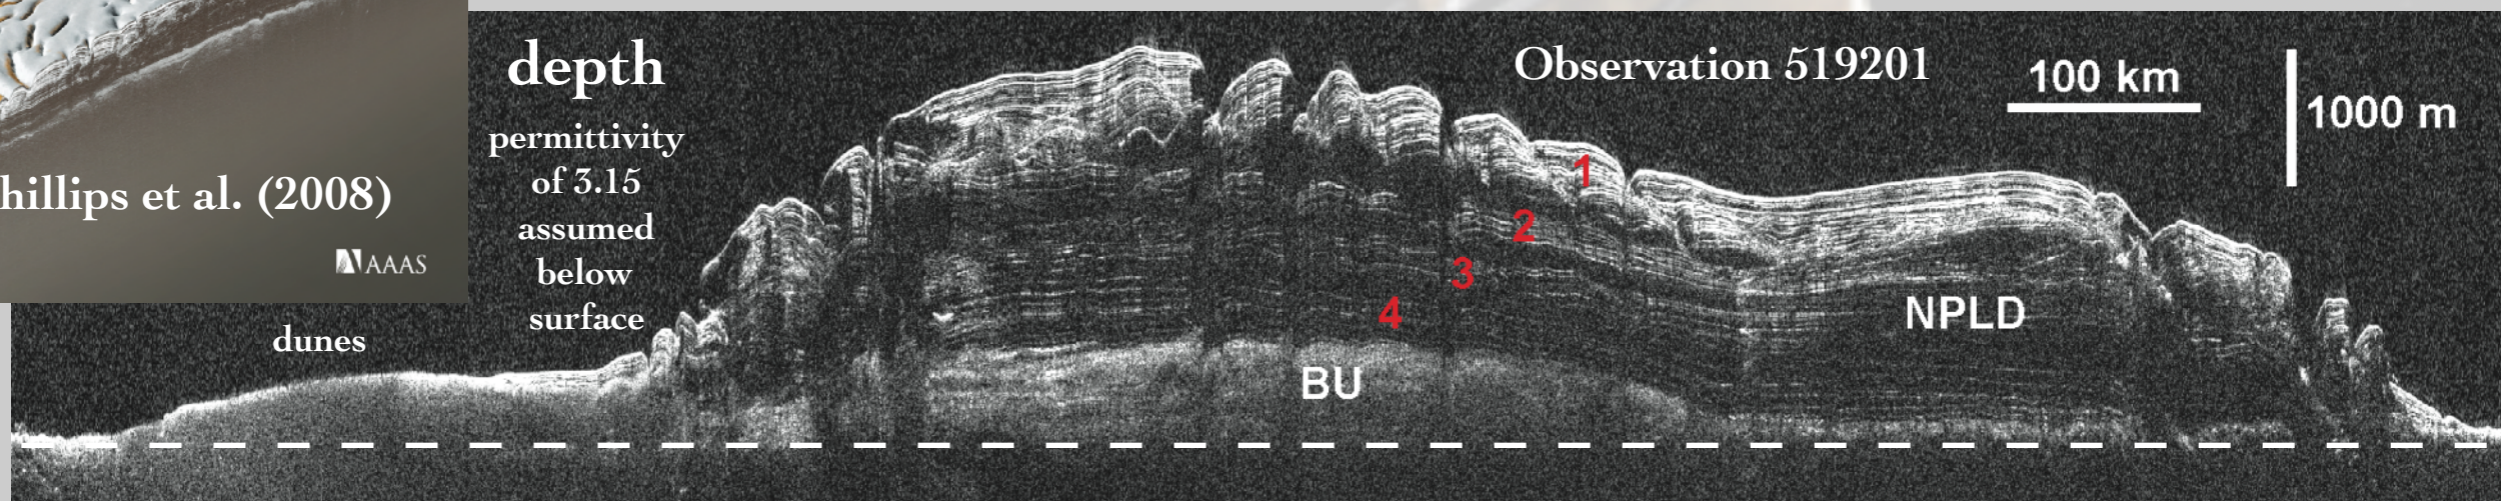 hillips et al. (2008)
AAAS
dunes
depth
permittivity
of 3.15
assumed
below
surface
Observation 519201
100 km
1000 m
1
2
3
4
NPLD
BU